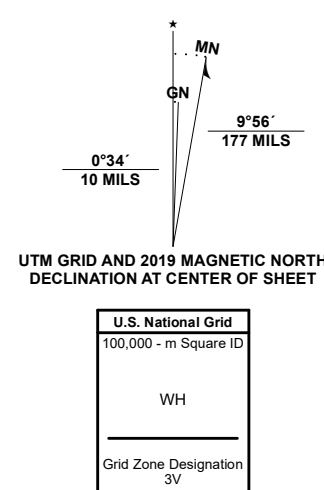 ★
MN
GN
9°56´
177 MILS
0°34´
10 MILS
UTM GRID AND 2019 MAGNETIC NORTH
DECLINATION AT CENTER OF SHEET
U.S. National Grid
100,000 - m Square ID
WH
Grid Zone Designation
3V